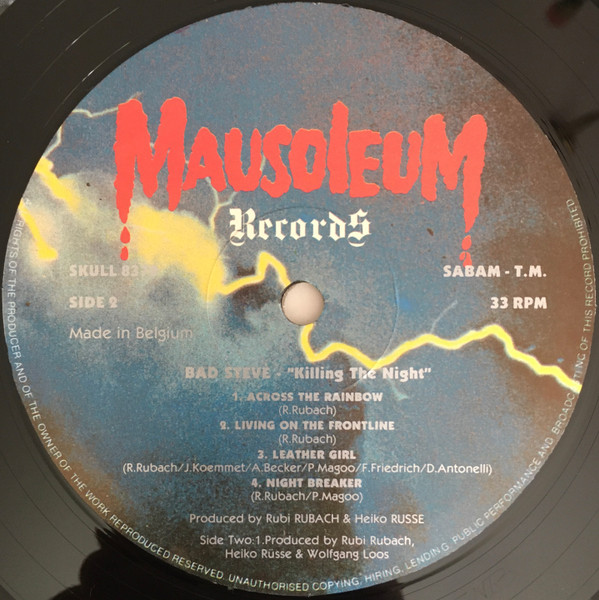 MAUSOLEUM
Records
SKULL 83
SABAM - T.M.
SIDE 2
33 RPM
Made in Belgium
BAD STEVE - "Killing The Night"
1. ACROSS THE RAINBOW
(R.Rubach)
2. LIVING ON THE FRONTLINE
(R.Rubach)
3. LEATHER GIRL
(R.Rubach/J.Koemmet/A.Becker/P.Magoo/F.Friedrich/D.Antonelli)
4. NIGHT BREAKER
(R.Rubach/P.Magoo)
Produced by Rubi RUBACH & Heiko RUSSE
Side Two:1.Produced by Rubi Rubach,
Heiko Rüsse & Wolfgang Loos
RIGHTS OF THE PRODUCER AND OF THE OWNER OF THE WORK REPRODUCED RESERVED. UNAUTHORISED COPYING, HIRING, LENDING, PUBLIC PERFORMANCE AND BROADCASTING OF THIS RECORD PROHIBITED.